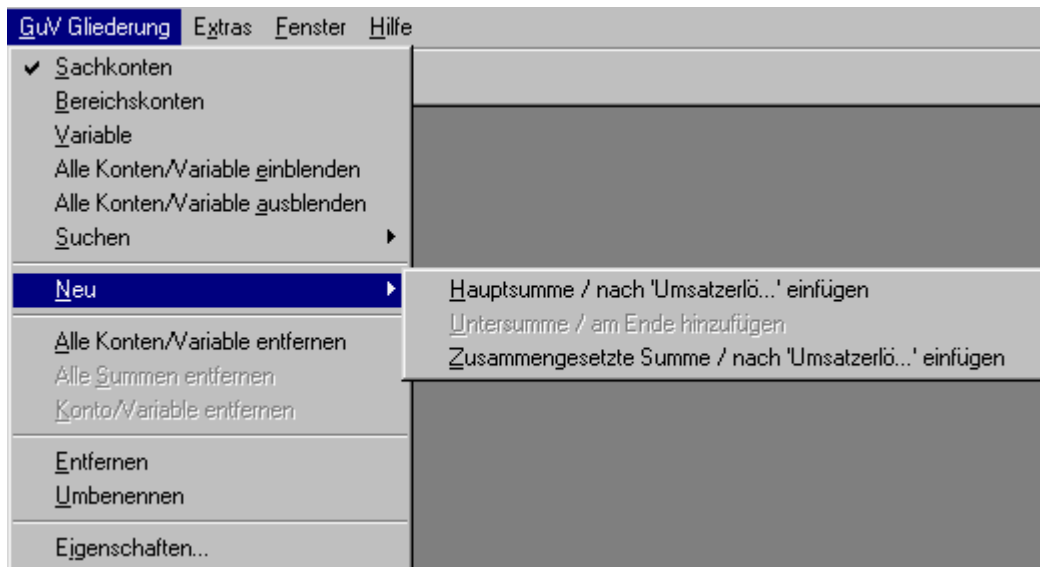 GuV Gliederung Extras Fenster Hilfe
Sachkonten
Bereichskonten
Variable
Alle Konten/Variable einblenden
Alle Konten/Variable ausblenden
Suchen
Neu
Hauptsumme / nach 'Umsatzerlö...' einfügen
Untersumme / am Ende hinzufügen
Zusammengesetzte Summe / nach 'Umsatzerlö...' einfügen
Alle Konten/Variable entfernen
Alle Summen entfernen
Konto/Variable entfernen
Entfernen
Umbenennen
Eigenschaften...